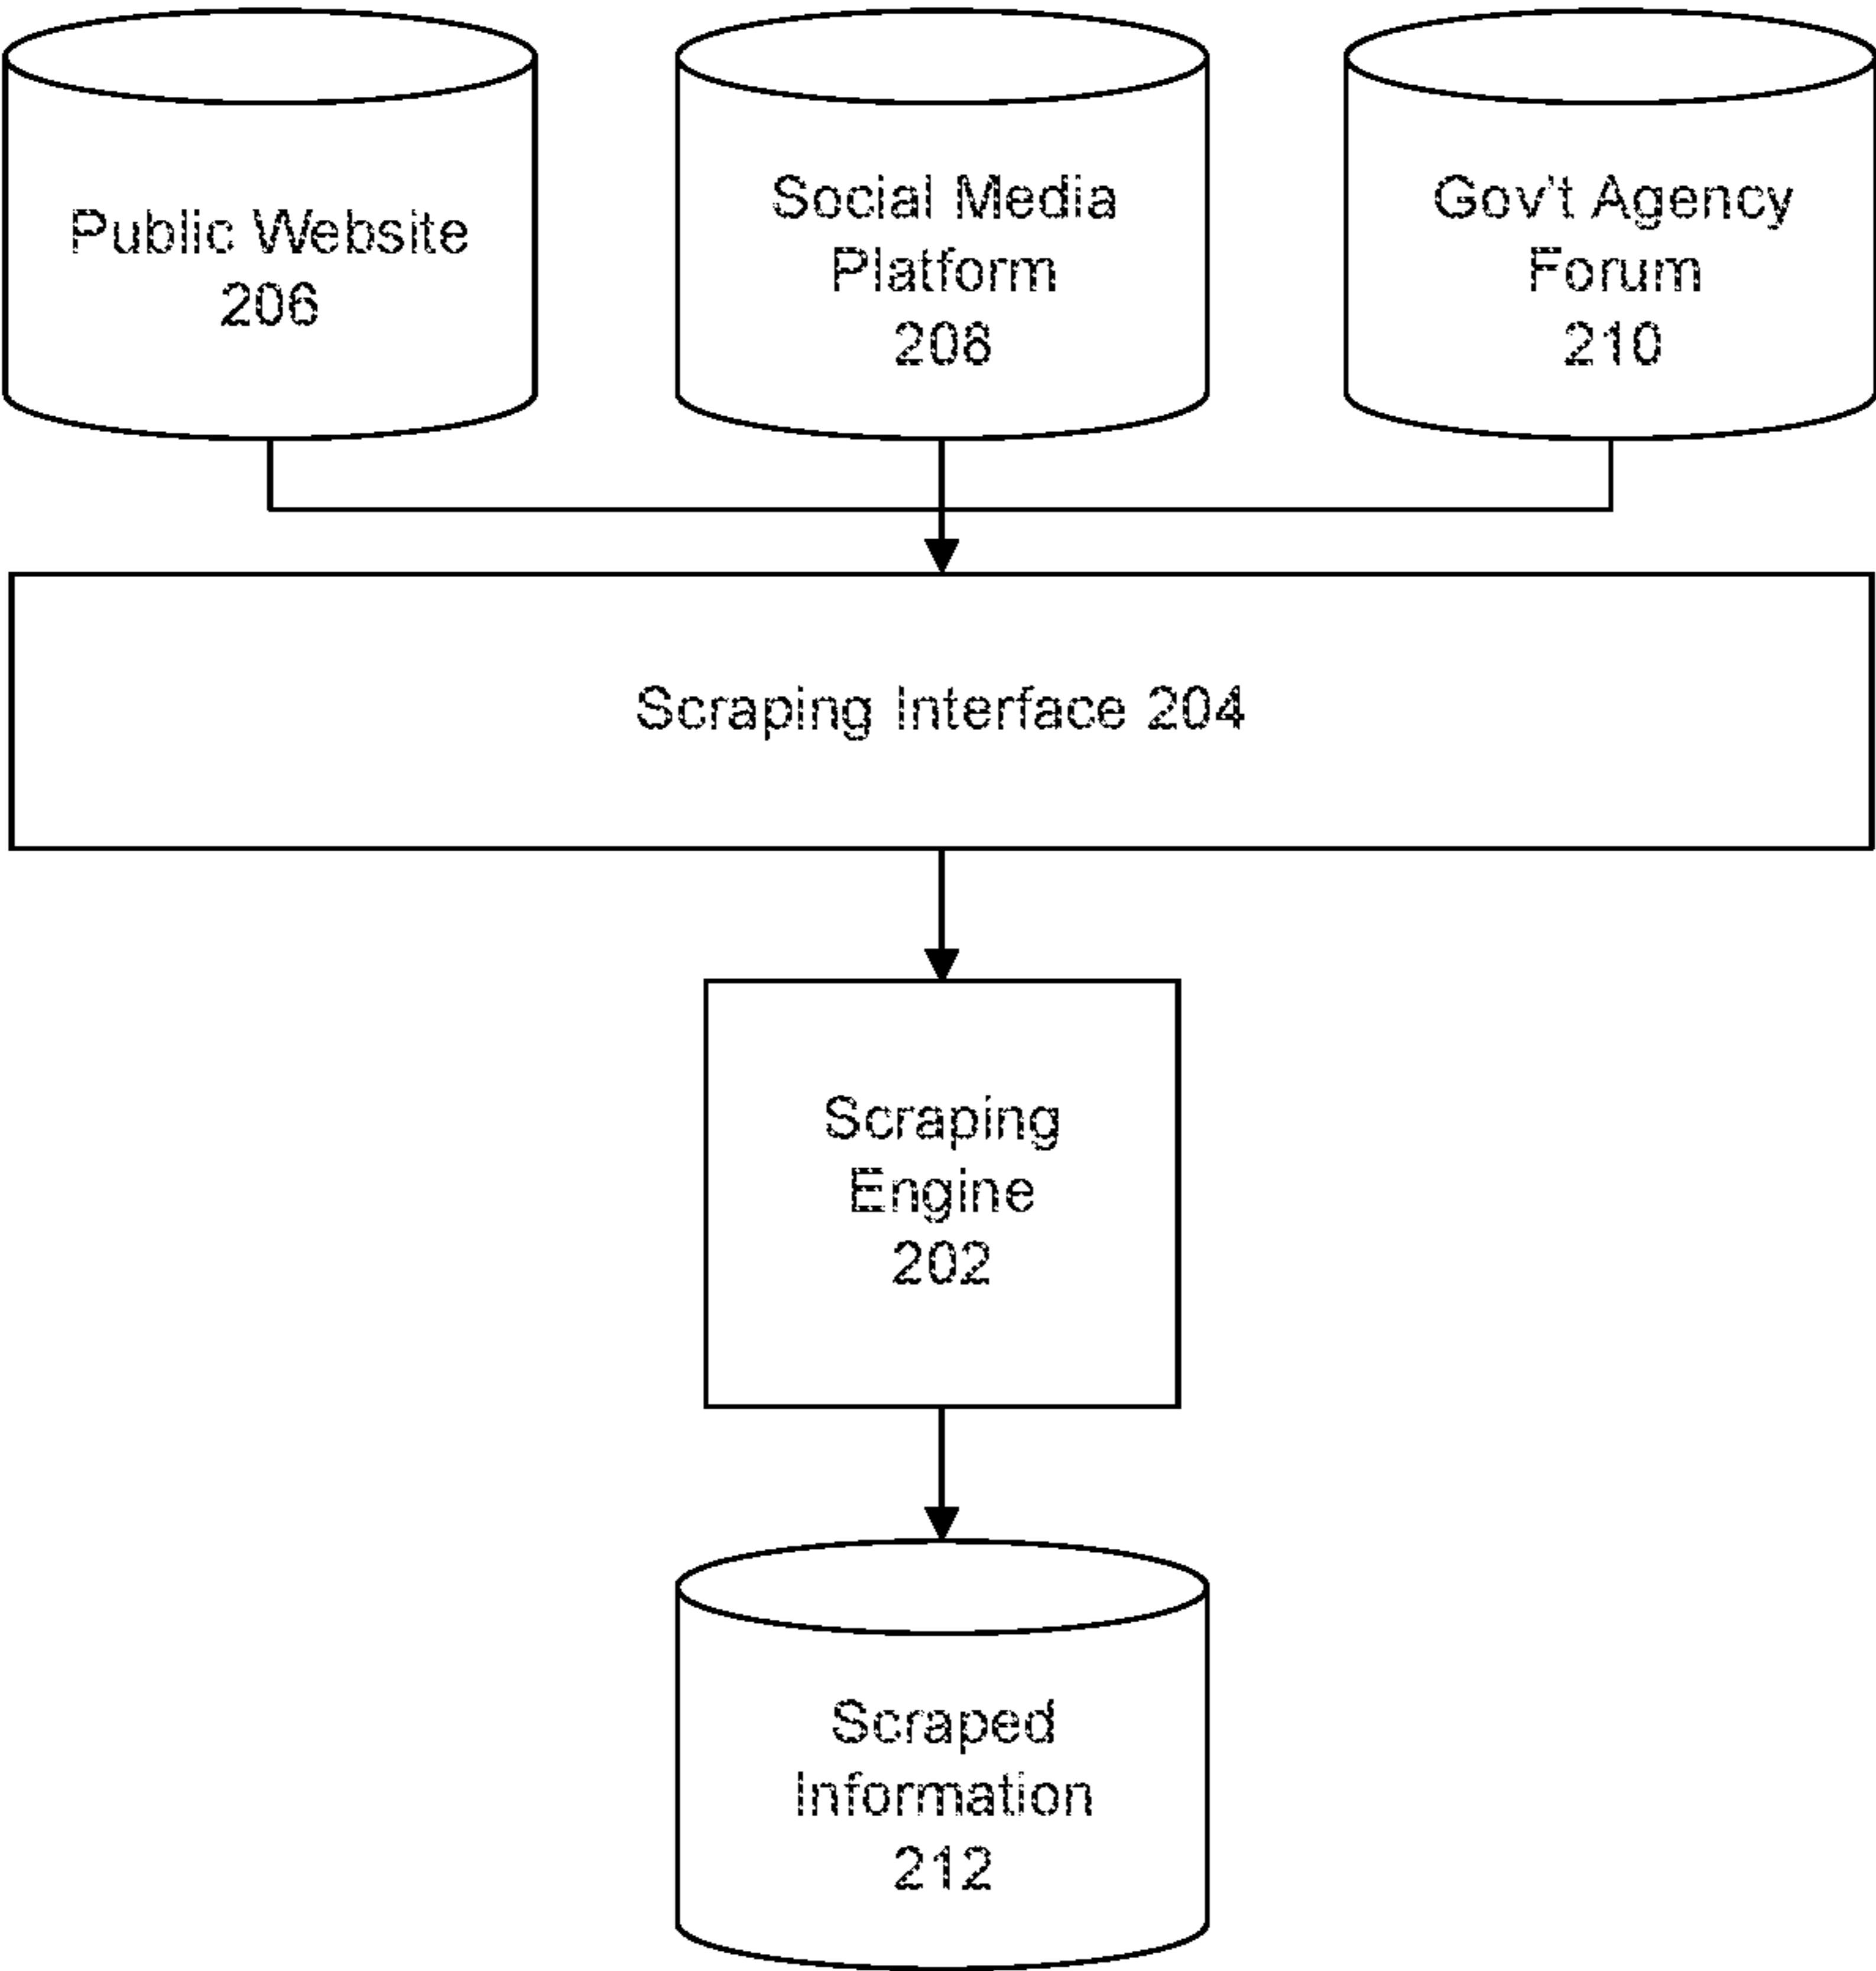 Public Website
206
Social Media
Platform
208
Gov't Agency
Forum
210
Scraping Interface 204
Scraping
Engine
202
Scraped
Information
212